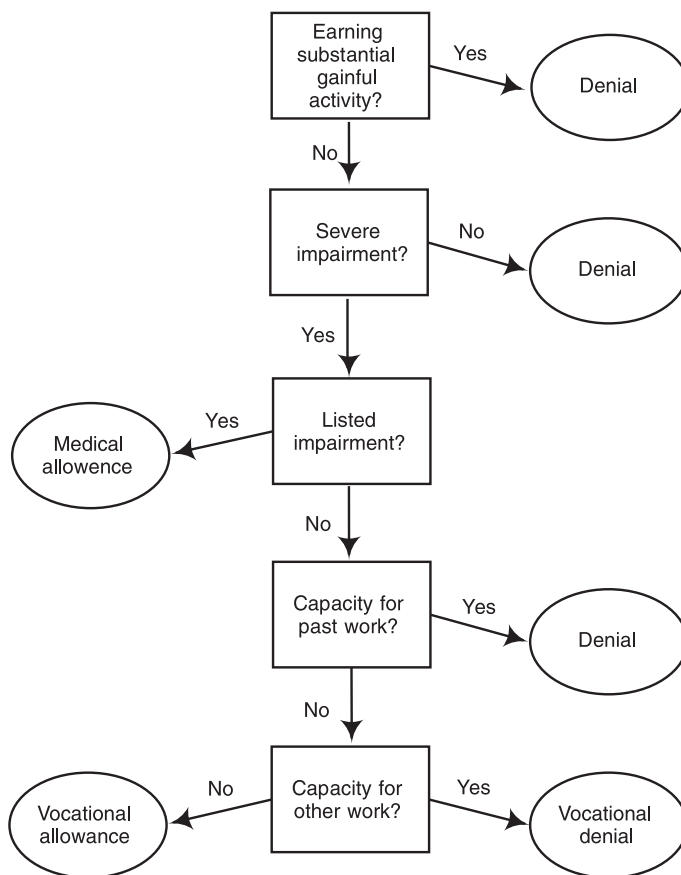 Earning
substantial
gainful
activity?
Yes
Denial
No
Severe
impairment?
No
Denial
Yes
Listed
impairment?
Yes
Medical
allowence
No
Capacity for
past work?
Yes
Denial
No
Capacity for
other work?
No
Vocational
allowance
Yes
Vocational
denial